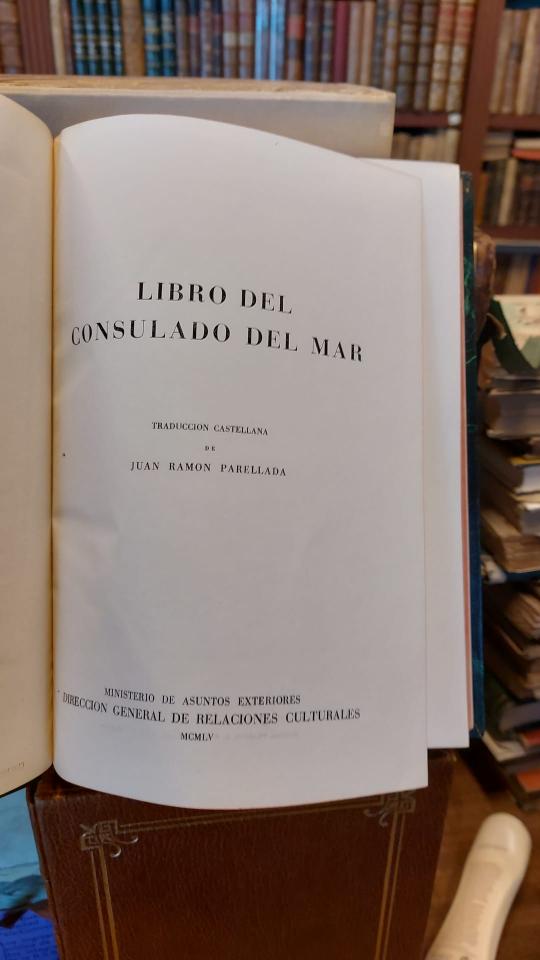 LIBRO DEL
CONSULADO DEL MAR
TRADUCCION CASTELLANA
DE
JUAN RAMON PARELLADA
MINISTERIO DE ASUNTOS EXTERIORES
DIRECCION GENERAL DE RELACIONES CULTURALES
MCMLV